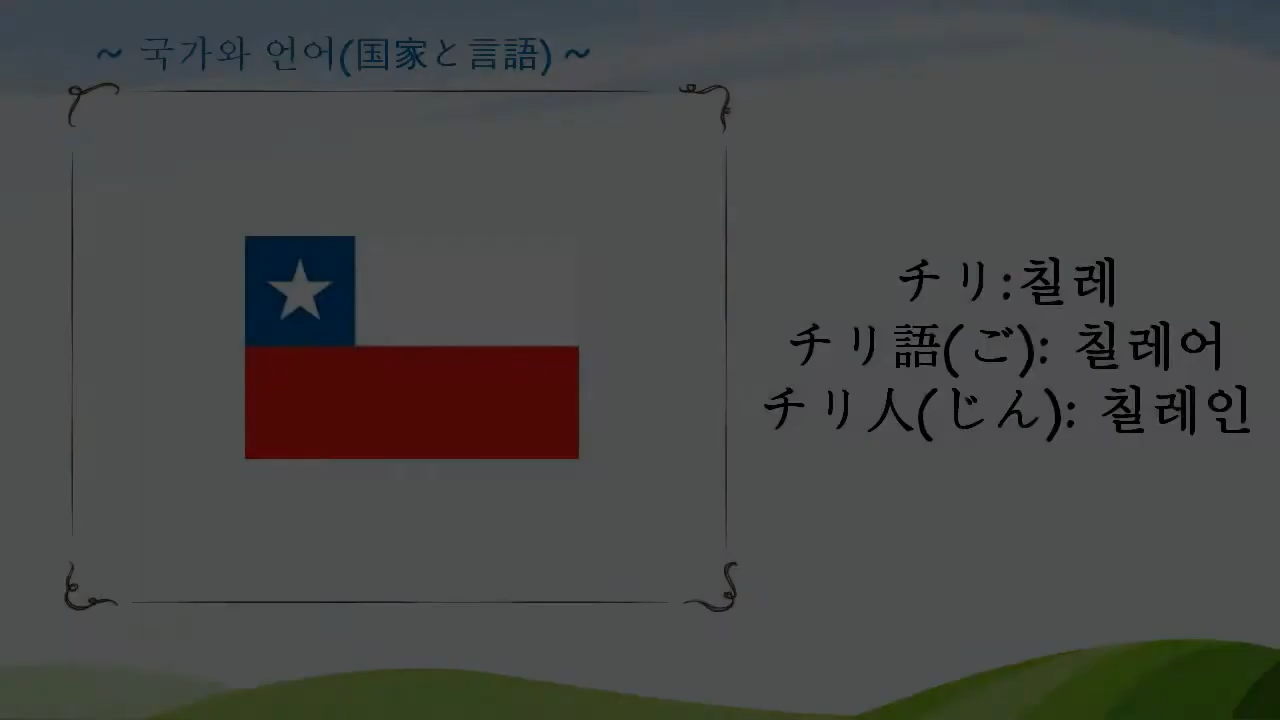 ~ 국가와 언어(国家と言語) ~
チリ:칠레
チリ語(ご): 칠레어
チリ人(じん): 칠레인